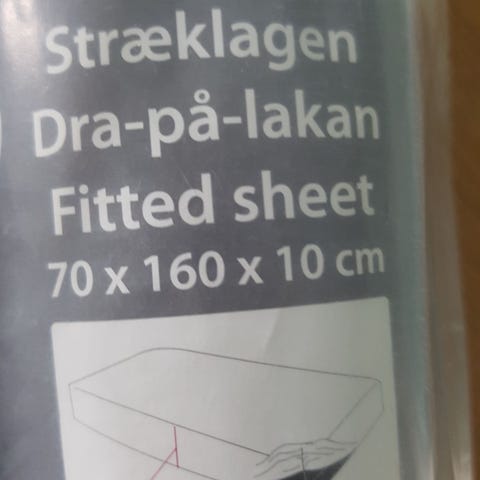 Stræklagen
Dra-på-lakan
Fitted sheet
70 x 160 x 10 cm